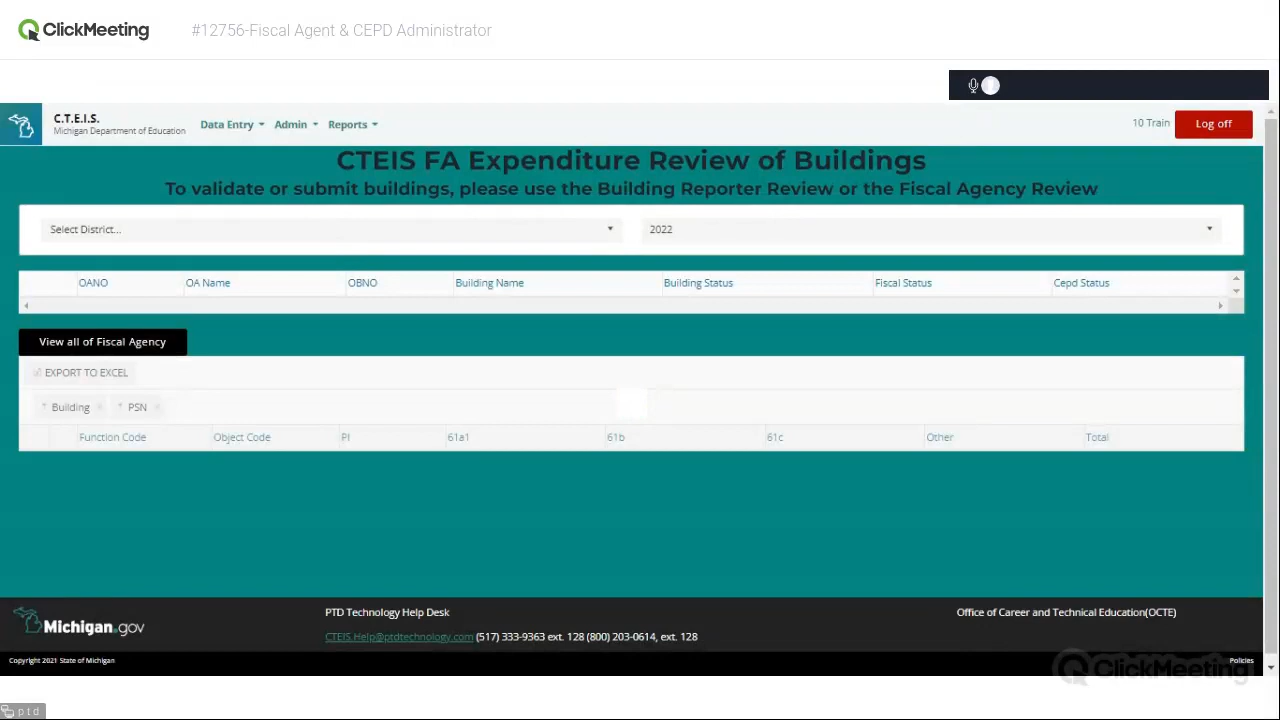 ClickMeeting #12756-Fiscal Agent & CEPD Administrator
C.T.E.I.S.
Michigan Department of Education
Data Entry Admin Reports 10 Train Log off
CTEIS FA Expenditure Review of Buildings
To validate or submit buildings, please use the Building Reporter Review or the Fiscal Agency Review
Select District... 2022
OANO OA Name OBNO Building Name Building Status Fiscal Status Cepd Status
View all of Fiscal Agency
EXPORT TO EXCEL
Building PSN
Function Code Object Code PI 61a1 61b 61c Other Total
Michigan.gov
PTD Technology Help Desk
CTEIS.Help@ptdtechnology.com (517) 333-9363 ext. 128 (800) 203-0614, ext. 128
Office of Career and Technical Education(OCTE)
Copyright 2021 State of Michigan Policies
ClickMeeting
ptd